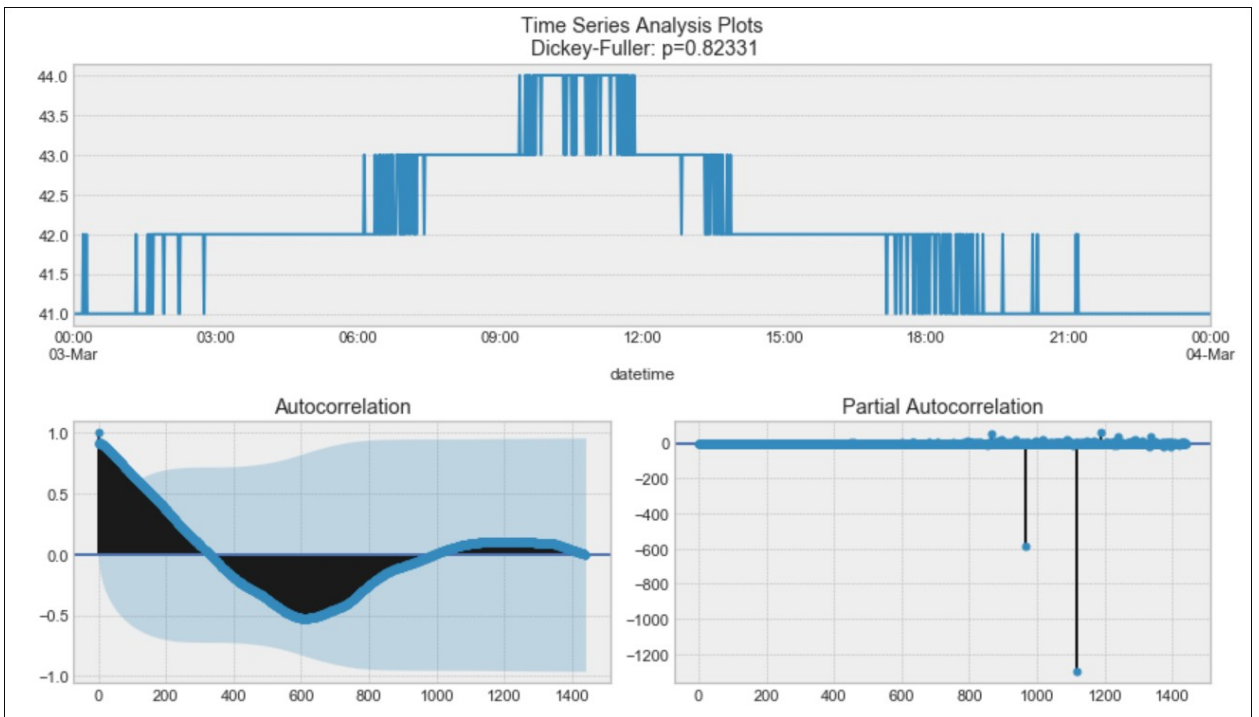 Time Series Analysis Plots
Dickey-Fuller: p=0.82331
44.0
43.5
43.0
42.5
42.0
41.5
41.0
00:00 03:00 06:00 09:00 12:00 15:00 18:00 21:00 00:00
03-Mar 04-Mar
datetime
Autocorrelation
1.0
0.5
0.0
−0.5
−1.0
0 200 400 600 800 1000 1200 1400
Partial Autocorrelation
0
−200
−400
−600
−800
−1000
−1200
0 200 400 600 800 1000 1200 1400